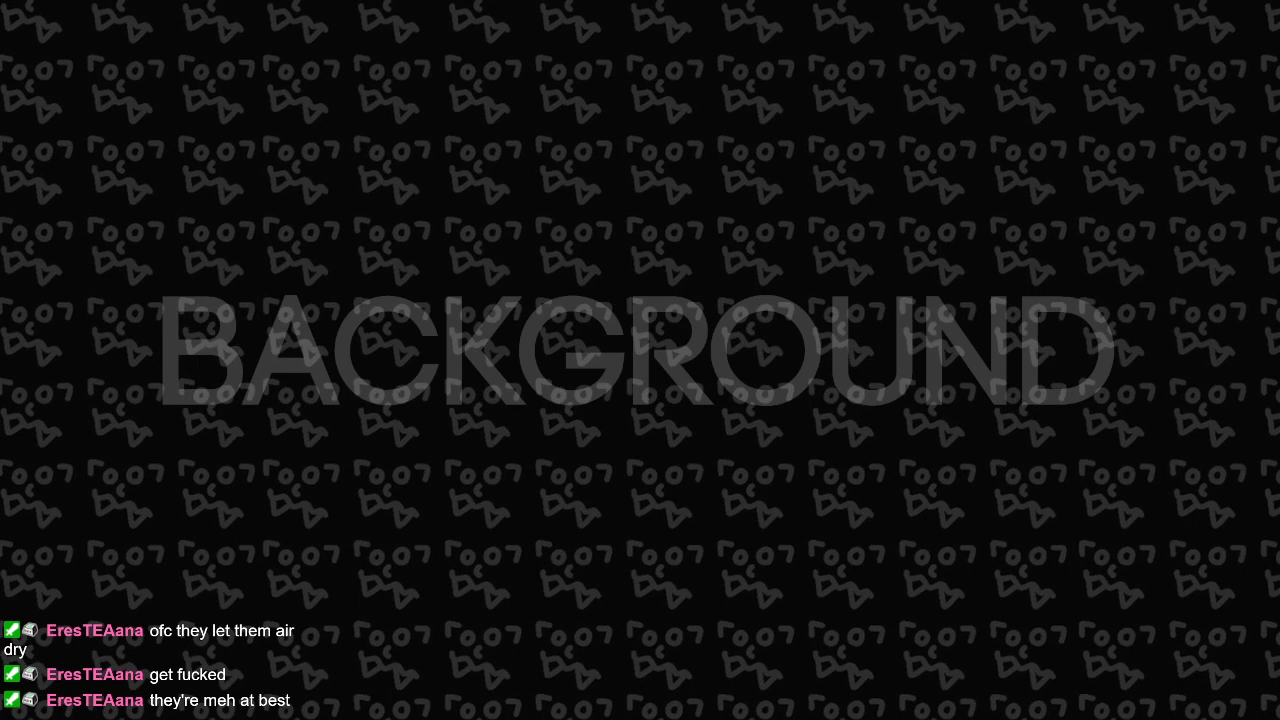 BACKGROUND
EresTEAana ofc they let them air
dry
EresTEAana get fucked
EresTEAana they're meh at best